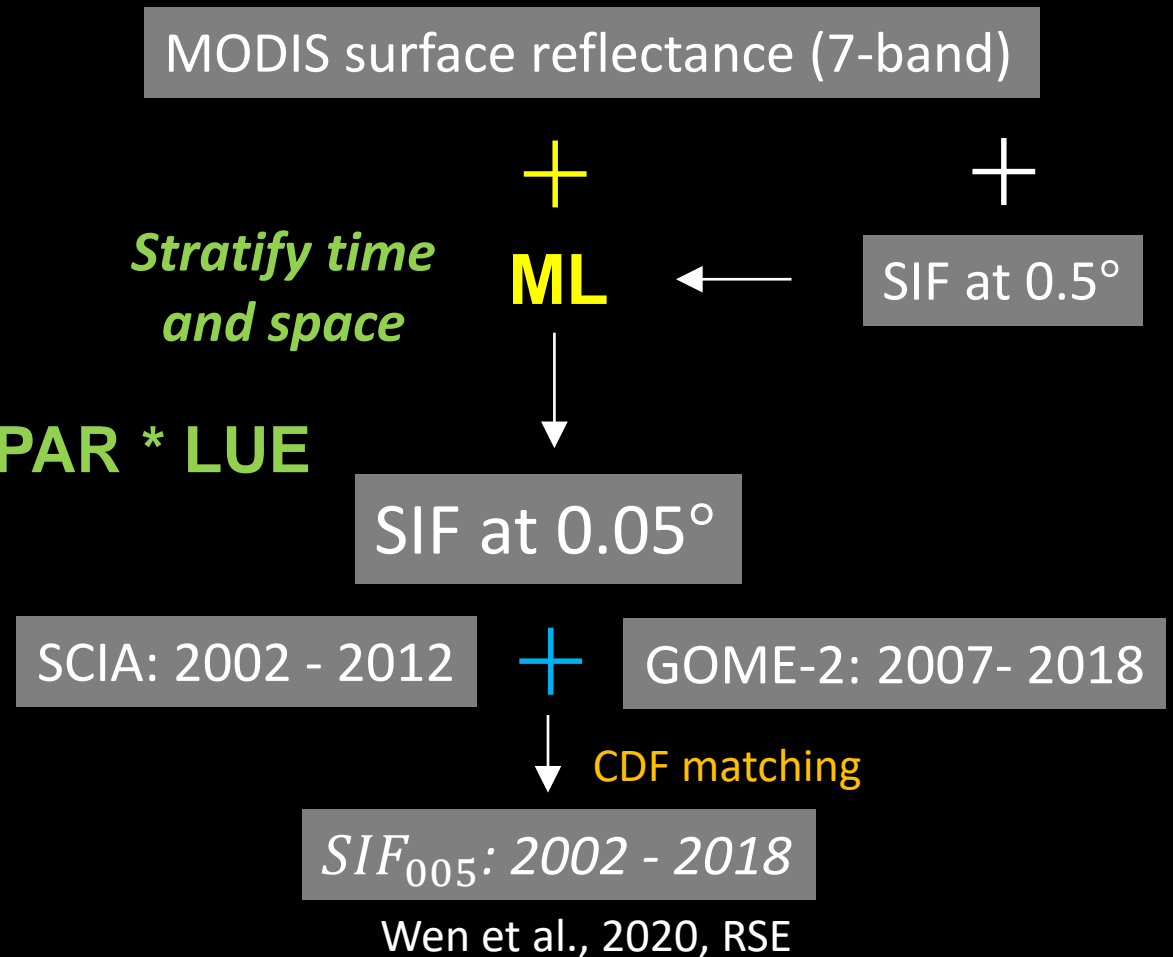 MODIS surface reflectance (7-band)
Stratify time
and space
ML
SIF at 0.5°
PAR * LUE
SIF at 0.05°
SCIA: 2002 - 2012
GOME-2: 2007- 2018
CDF matching
SIF₀₀₅: 2002 - 2018
Wen et al., 2020, RSE